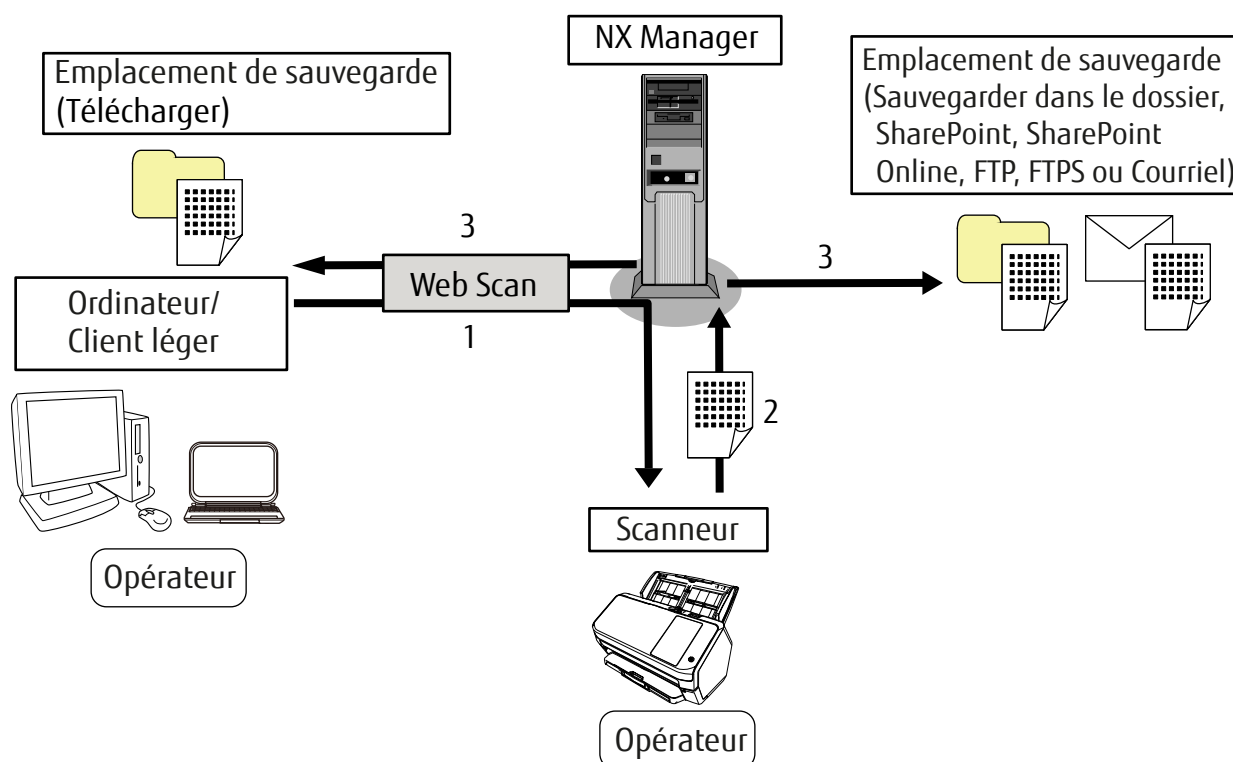 NX Manager
Emplacement de sauvegarde
(Télécharger)
Emplacement de sauvegarde
(Sauvegarder dans le dossier,
SharePoint, SharePoint
Online, FTP, FTPS ou Courriel)
3
Web Scan
1
3
Ordinateur/
Client léger
2
Scanneur
Opérateur
Opérateur